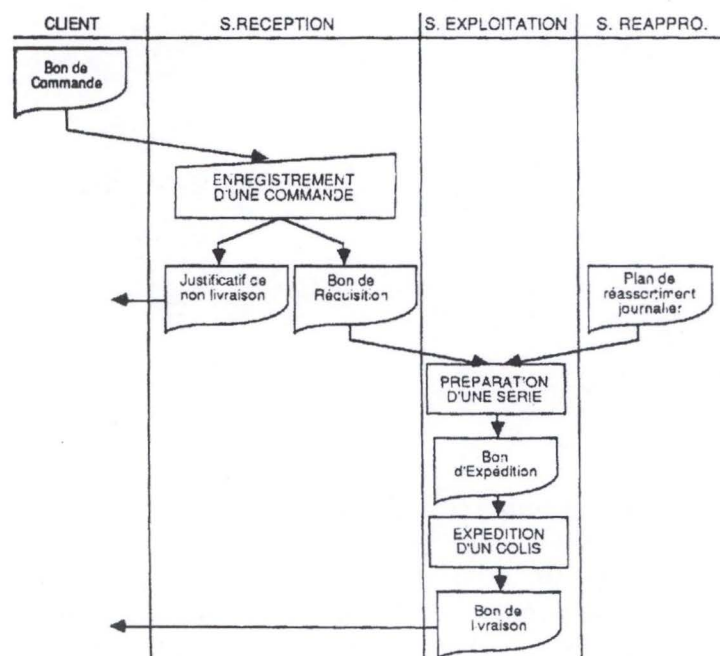 CLIENT
S.RECEPTION
S. EXPLOITATION
S. REAPPRO.
Bon de
Commande
ENREGISTREMENT
D'UNE COMMANDE
Justificatif de
non livraison
Bon de
Réquisition
Plan de
réassortiment
journalier
PREPARATION
D'UNE SERIE
Bon
d'Expédition
EXPEDITION
D'UN COLIS
Bon de
livraison